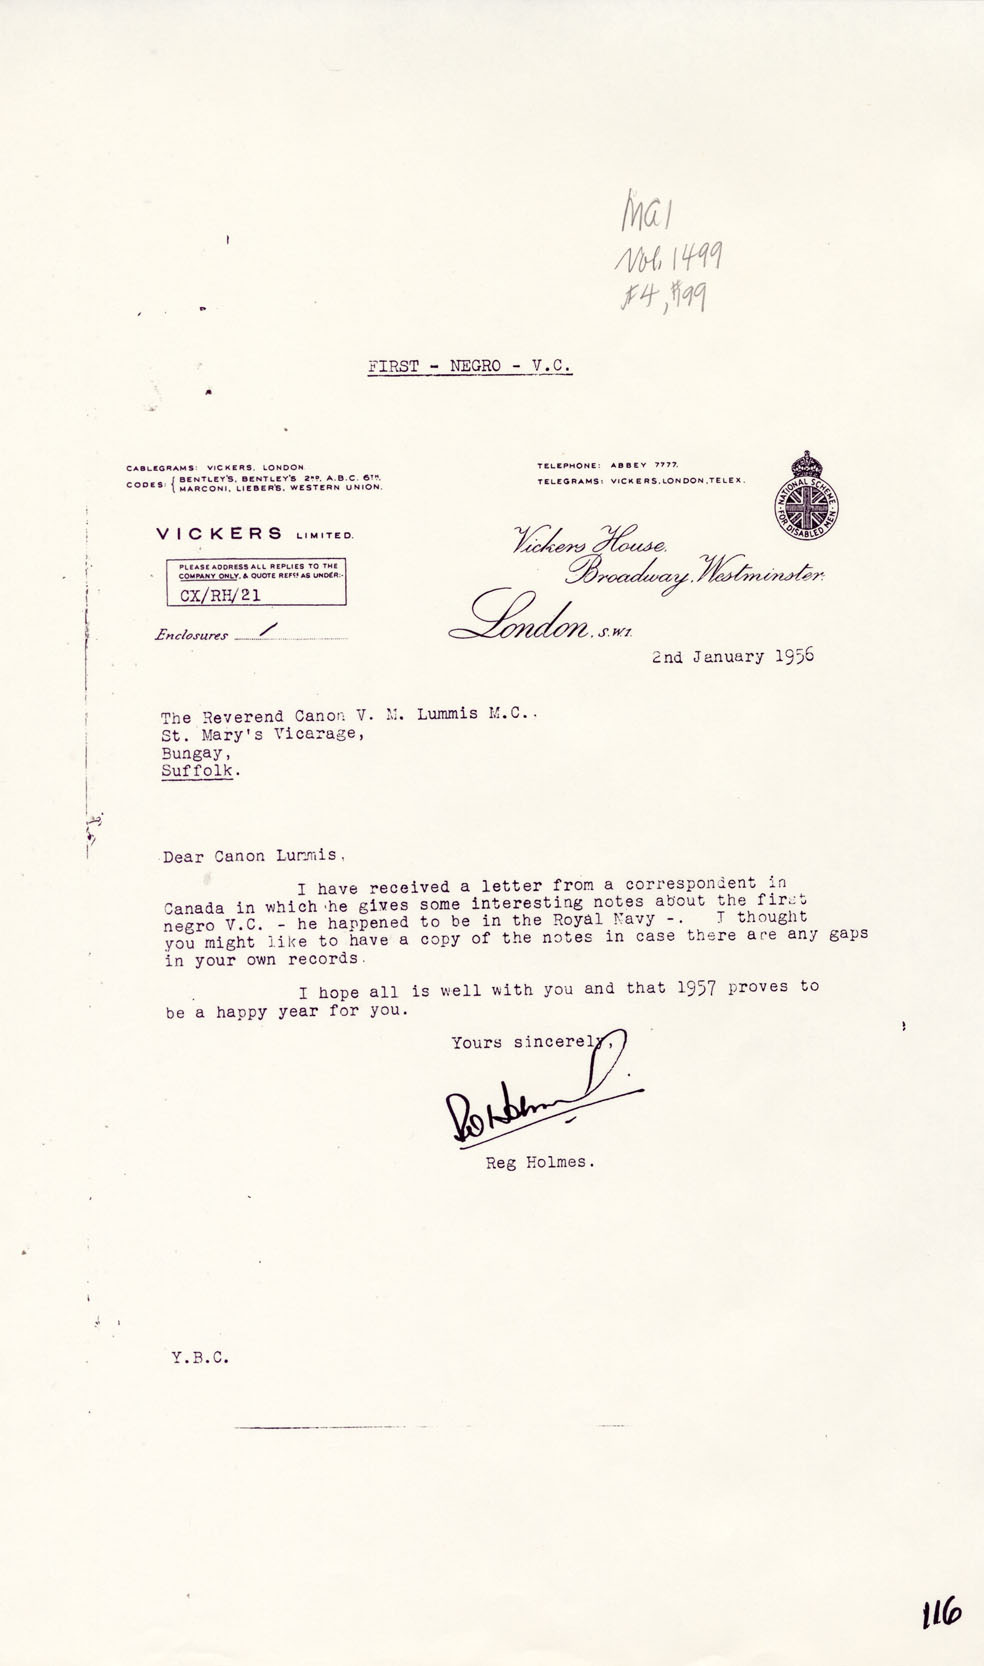 MG1
Vol. 1499
#4, #99
FIRST - NEGRO - V.C.
CABLEGRAMS: VICKERS, LONDON
CODES: { BENTLEY'S, BENTLEY'S 2ND, A.B.C. 6TH,
MARCONI, LIEBER'S, WESTERN UNION.
TELEPHONE: ABBEY 7777.
TELEGRAMS: VICKERS, LONDON, TELEX.
NATIONAL SCHEME
FOR DISABLED MEN
VICKERS LIMITED.
PLEASE ADDRESS ALL REPLIES TO THE
COMPANY ONLY, & QUOTE REFCE AS UNDER:-
CX/RH/21
Enclosures /
Vickers House,
Broadway, Westminster.
London, S.W.1.
2nd January 1956
The Reverend Canon V. M. Lummis M.C..
St. Mary's Vicarage,
Bungay,
Suffolk.
Dear Canon Lummis,
I have received a letter from a correspondent in
Canada in which he gives some interesting notes about the first
negro V.C. - he happened to be in the Royal Navy -. I thought
you might like to have a copy of the notes in case there are any gaps
in your own records.
I hope all is well with you and that 1957 proves to
be a happy year for you.
Yours sincerely,
Reg Holmes
Reg Holmes.
Y.B.C.
116